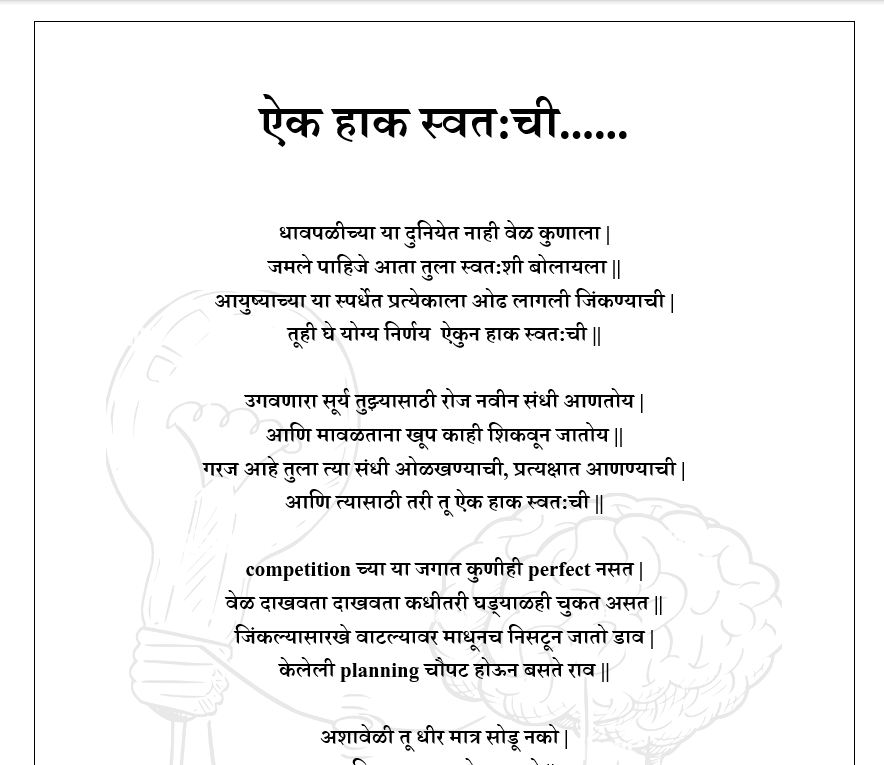 ऐक हाक स्वत:ची......
धावपळीच्या या दुनियेत नाही वेळ कुणाला |
जमले पाहिजे आता तुला स्वत:शी बोलायला ||
आयुष्याच्या या स्पर्धेत प्रत्येकाला ओढ लागली जिंकण्याची |
तूही घे योग्य निर्णय  ऐकुन हाक स्वत:ची ||
उगवणारा सूर्य तुझ्यासाठी रोज नवीन संधी आणतोय |
आणि मावळताना खूप काही शिकवून जातोय ||
गरज आहे तुला त्या संधी ओळखण्याची, प्रत्यक्षात आणण्याची |
आणि त्यासाठी तरी तू ऐक हाक स्वत:ची ||
competition च्या या जगात कुणीही perfect नसत |
वेळ दाखवता दाखवता कधीतरी घड्याळही चुकत असत ||
जिंकल्यासारखे वाटल्यावर माधूनच निसटून जातो डाव |
केलेली planning चौपट होऊन बसते राव ||
अशावेळी तू धीर मात्र सोडू नको |